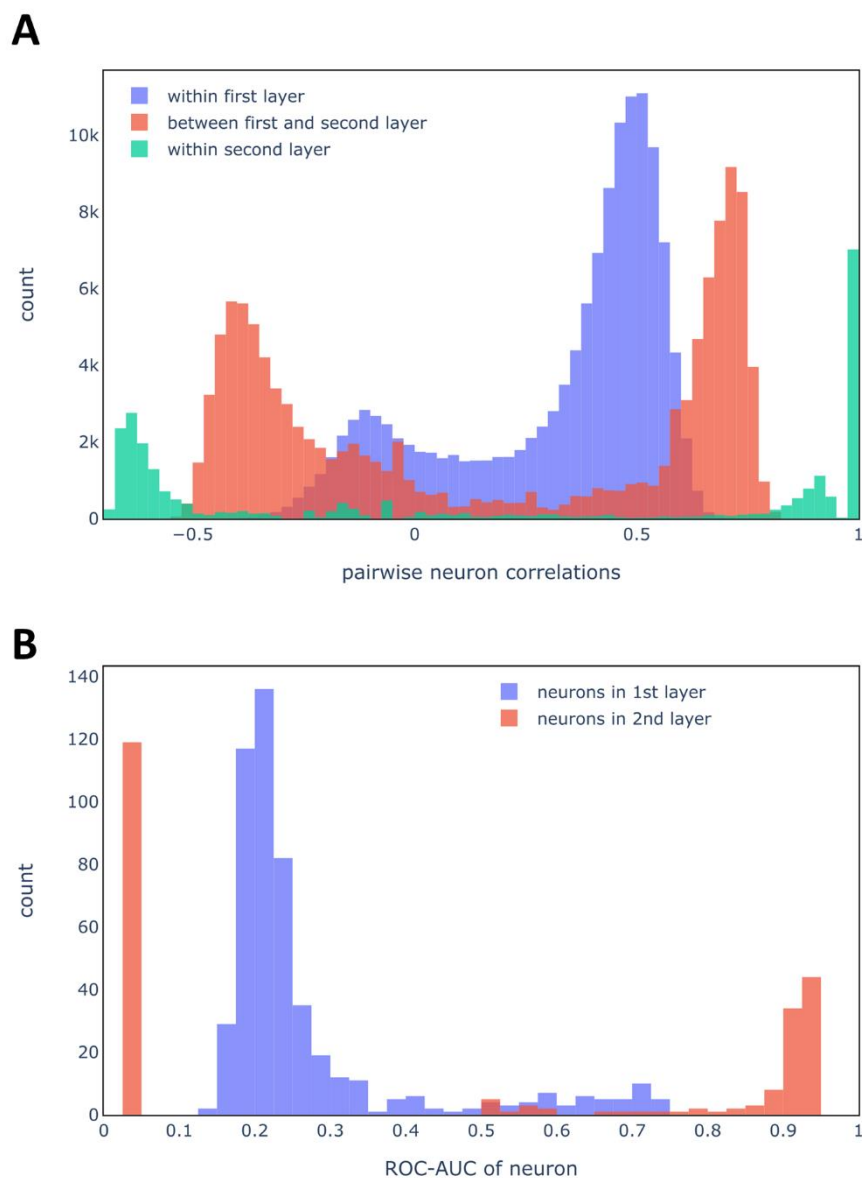 A
within first layer
between first and second layer
within second layer
10k
8k
6k
4k
2k
0
count
−0.5
0
0.5
1
pairwise neuron correlations
B
neurons in 1st layer
neurons in 2nd layer
140
120
100
80
60
40
20
0
count
0
0.1
0.2
0.3
0.4
0.5
0.6
0.7
0.8
0.9
1
ROC-AUC of neuron